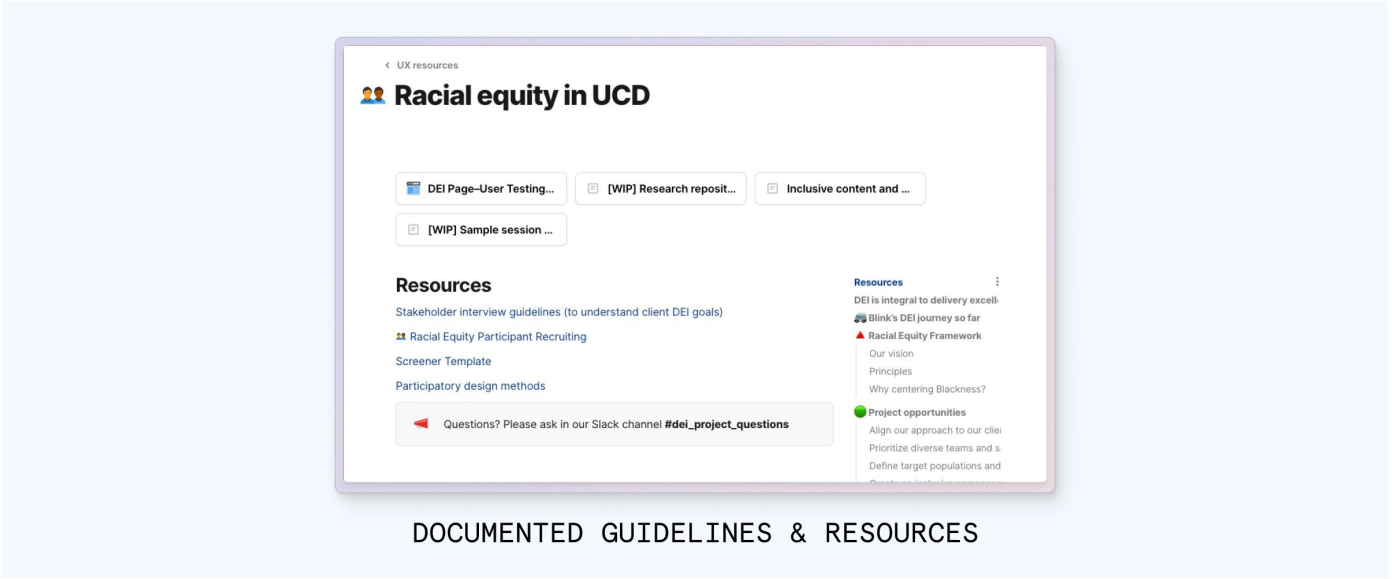 UX resources
Racial equity in UCD
DEI Page–User Testing...
[WIP] Research reposit...
Inclusive content and ...
[WIP] Sample session ...
Resources
Stakeholder interview guidelines (to understand client DEI goals)
Racial Equity Participant Recruiting
Screener Template
Participatory design methods
Questions? Please ask in our Slack channel #dei_project_questions
Resources
DEI is integral to delivery excell
Blink's DEI journey so far
Racial Equity Framework
Our vision
Principles
Why centering Blackness?
Project opportunities
Align our approach to our clie
Prioritize diverse teams and s
Define target populations and
DOCUMENTED GUIDELINES & RESOURCES